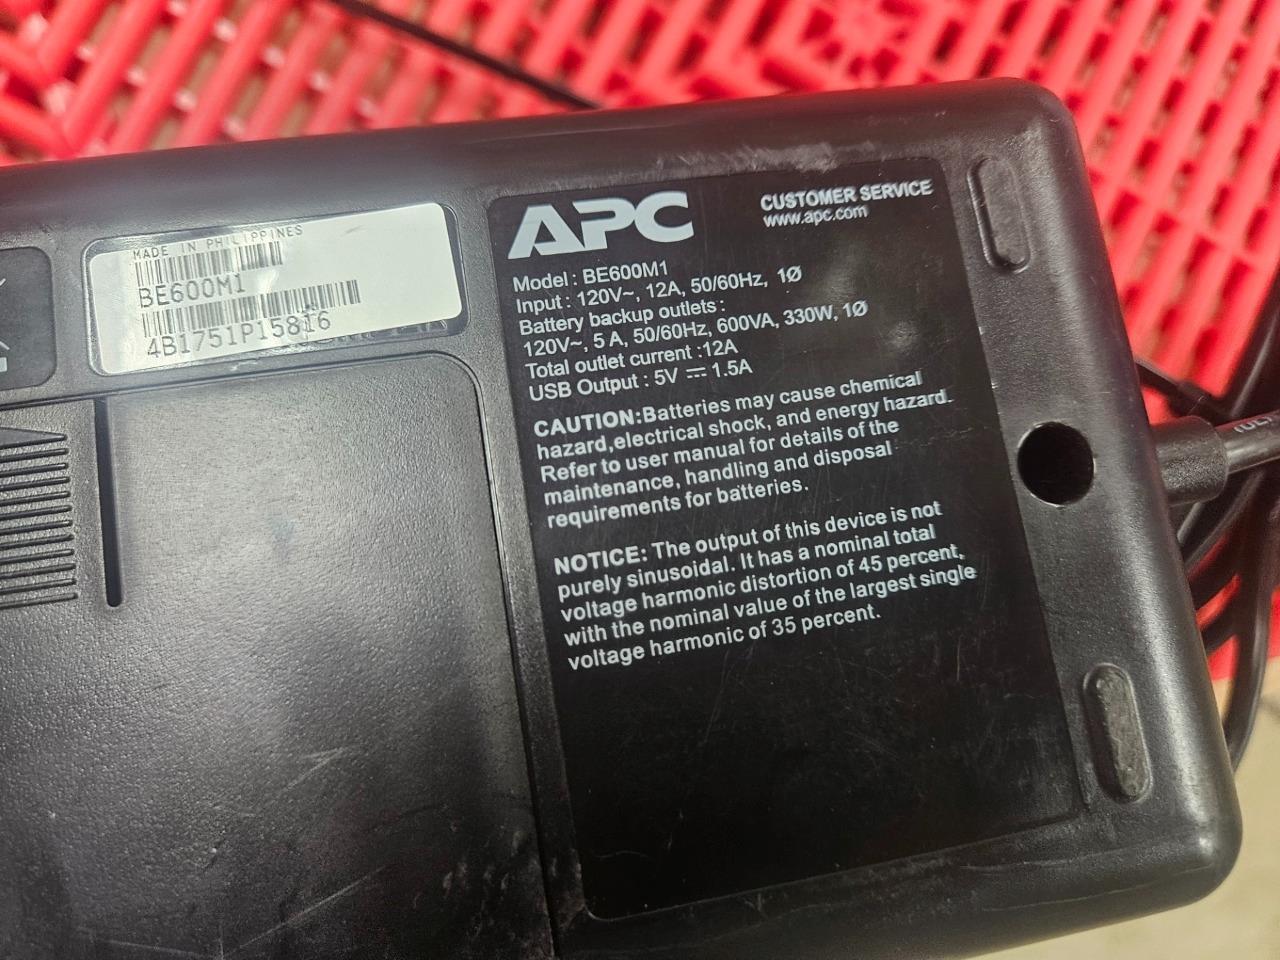 MADE IN PHILIPPINES
BE600M1
4B1751P15816
APC
CUSTOMER SERVICE
www.apc.com
Model : BE600M1
Input : 120V~, 12A, 50/60Hz, 1Ø
Battery backup outlets :
120V~, 5 A, 50/60Hz, 600VA, 330W, 1Ø
Total outlet current :12A
USB Output : 5V ⎓ 1.5A
CAUTION:Batteries may cause chemical
hazard,electrical shock, and energy hazard.
Refer to user manual for details of the
maintenance, handling and disposal
requirements for batteries.
NOTICE: The output of this device is not
purely sinusoidal. It has a nominal total
voltage harmonic distortion of 45 percent,
with the nominal value of the largest single
voltage harmonic of 35 percent.